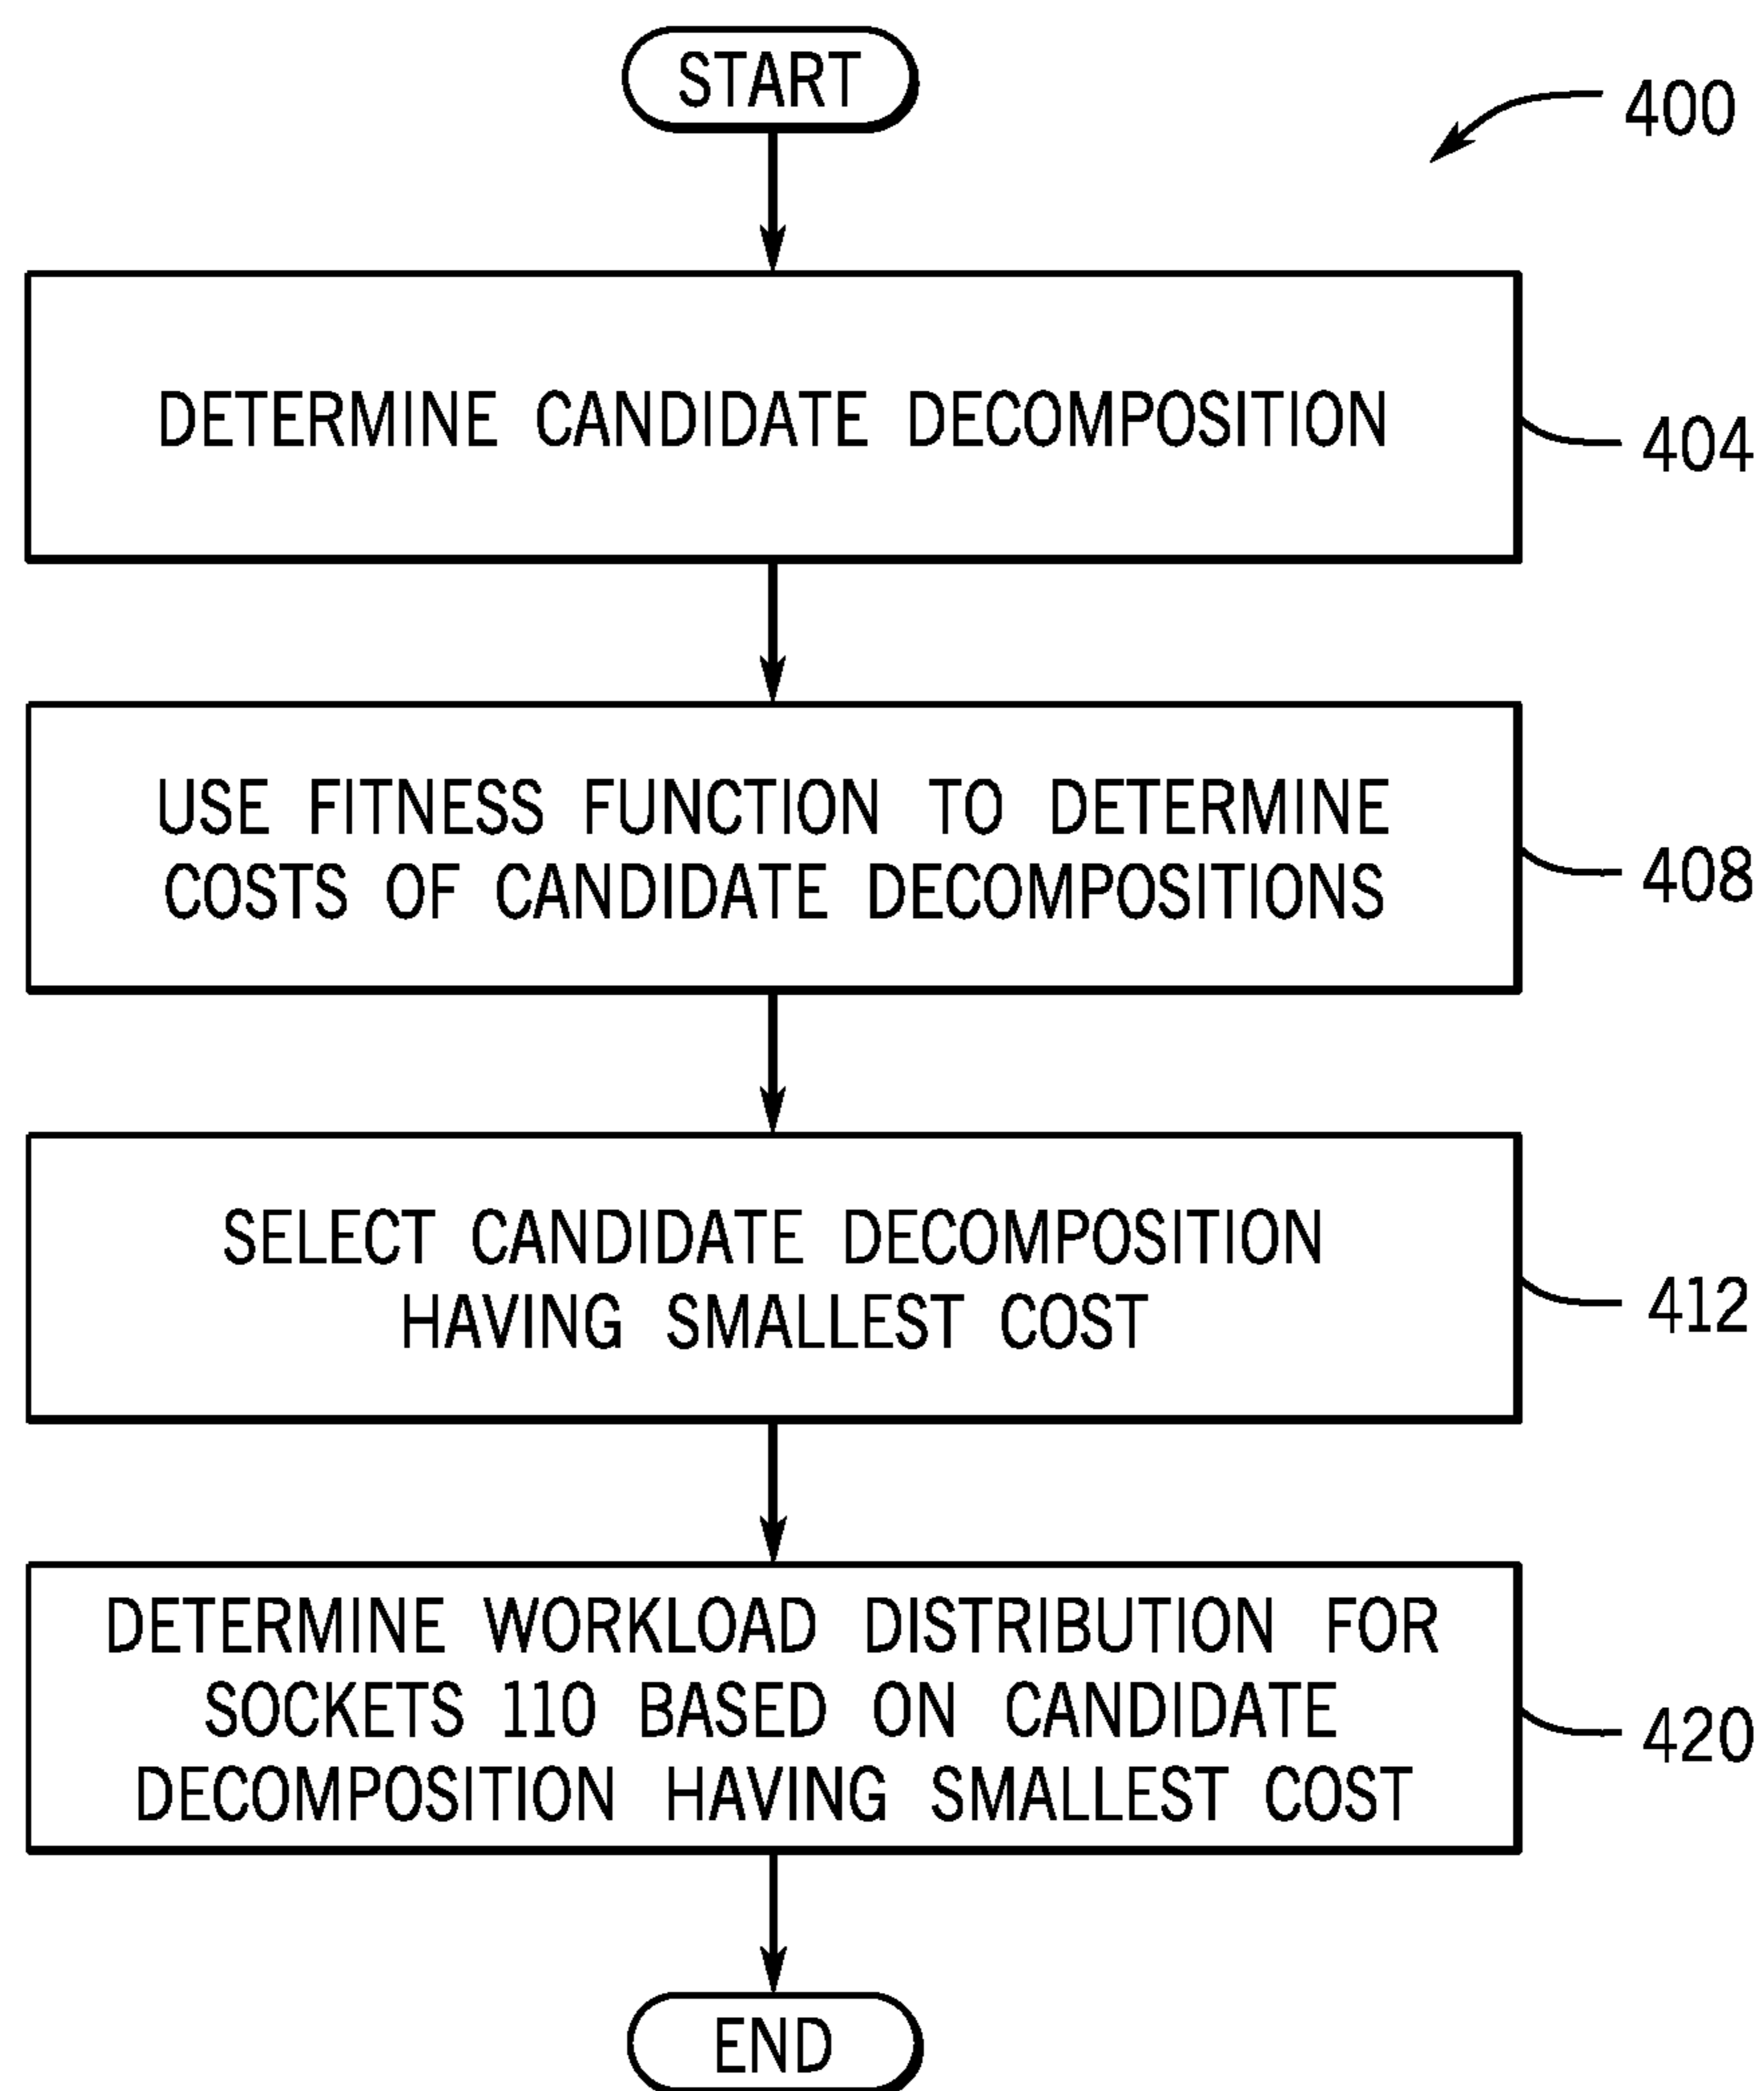 START
400
DETERMINE CANDIDATE DECOMPOSITION
404
USE FITNESS FUNCTION TO DETERMINE
COSTS OF CANDIDATE DECOMPOSITIONS
408
SELECT CANDIDATE DECOMPOSITION
HAVING SMALLEST COST
412
DETERMINE WORKLOAD DISTRIBUTION FOR
SOCKETS 110 BASED ON CANDIDATE
DECOMPOSITION HAVING SMALLEST COST
420
END